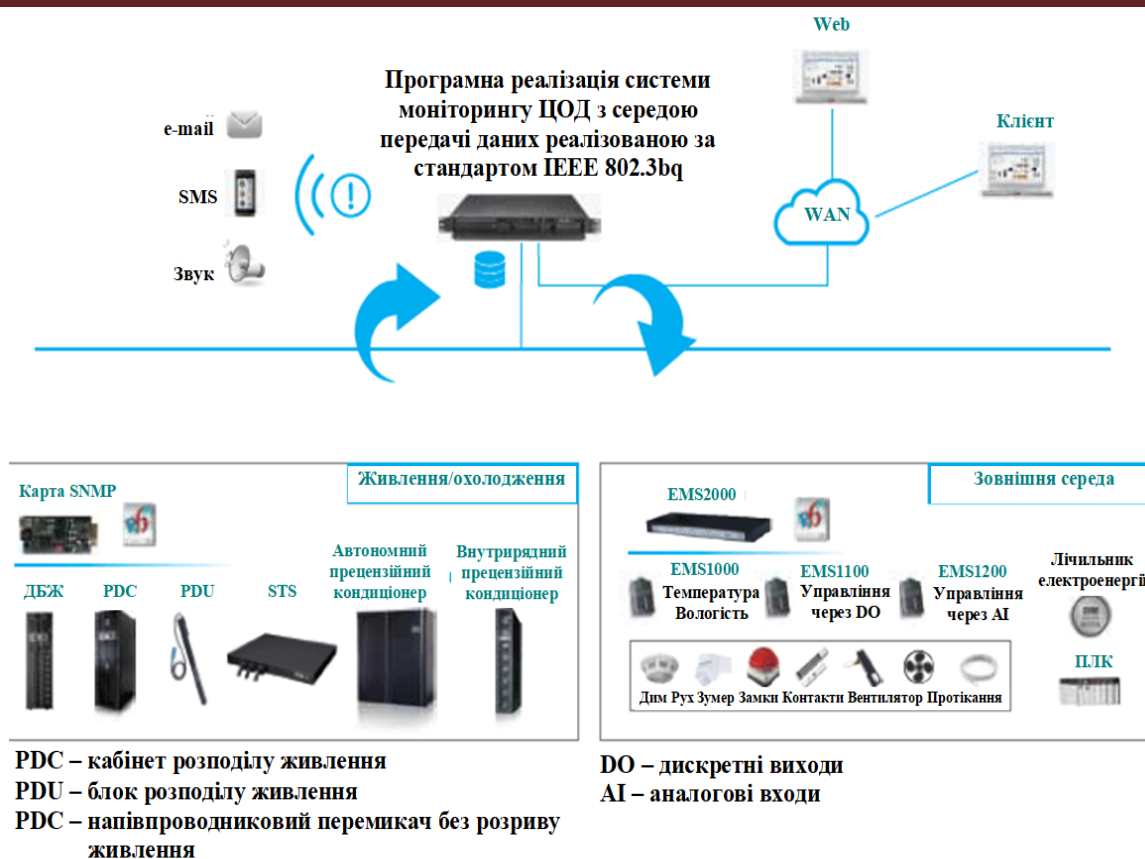 Web
Програмна реалізація системи
моніторингу ЦОД з середою
передачі даних реалізованою за
стандартом IEEE 802.3bq
e-mail
SMS
Звук
Клієнт
WAN
Живлення/охолодження
Карта SNMP
ДБЖ
PDC
PDU
STS
Автономний
прецензійний
кондиціонер
Внутрирядний
прецензійний
кондиціонер
Зовнішня середа
EMS2000
EMS1000
Температура
Вологість
EMS1100
Управління
через DO
EMS1200
Управління
через AI
Лічильник
електроенергії
ПЛК
Дим Рух Зумер Замки Контакти Вентилятор Протікання
PDC – кабінет розподілу живлення
PDU – блок розподілу живлення
PDC – напівпроводниковий перемикач без розриву
живлення
DO – дискретні виходи
AI – аналогові входи